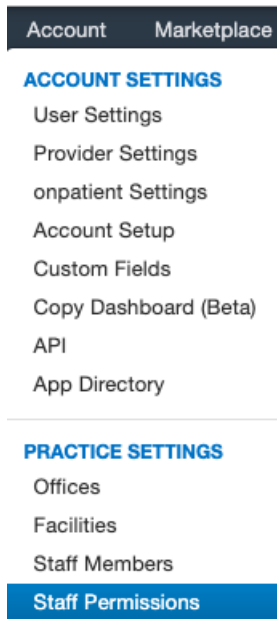 Account Marketplace
ACCOUNT SETTINGS
User Settings
Provider Settings
onpatient Settings
Account Setup
Custom Fields
Copy Dashboard (Beta)
API
App Directory
PRACTICE SETTINGS
Offices
Facilities
Staff Members
Staff Permissions